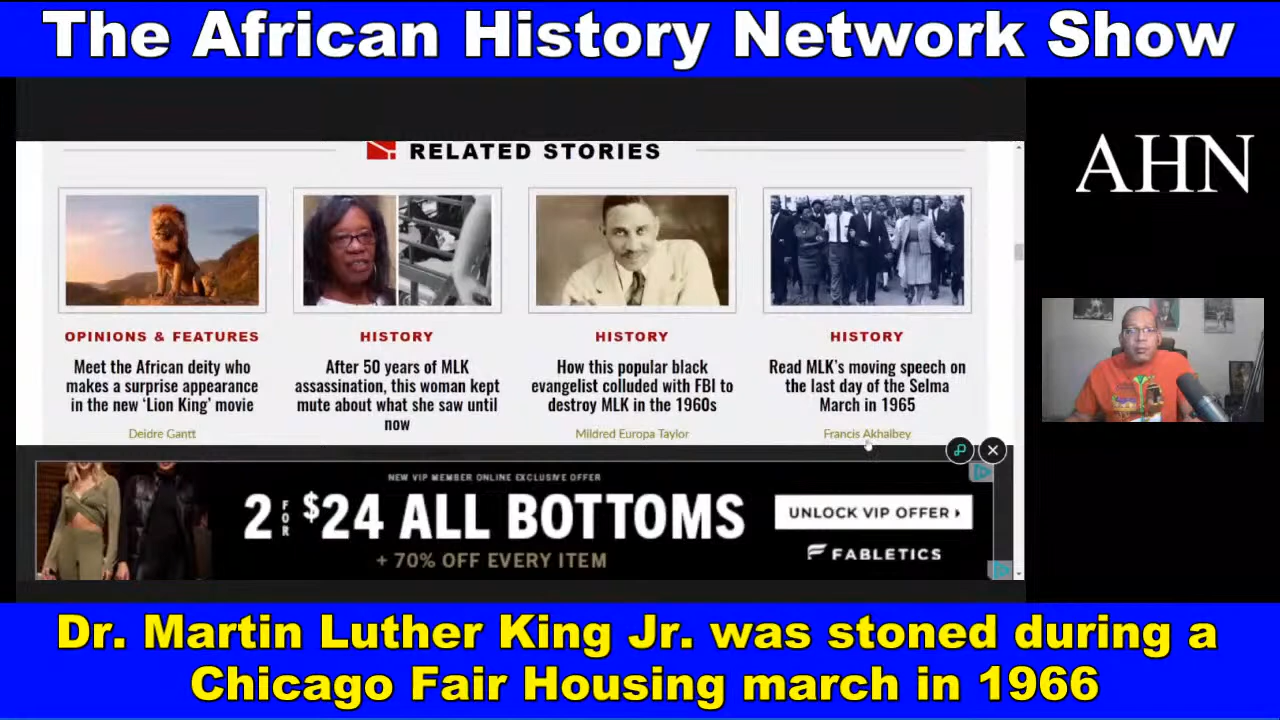 The African History Network Show
AHN
RELATED STORIES
OPINIONS & FEATURES
Meet the African deity who
makes a surprise appearance
in the new ‘Lion King’ movie
Deidre Gantt
HISTORY
After 50 years of MLK
assassination, this woman kept
mute about what she saw until
now
HISTORY
How this popular black
evangelist colluded with FBI to
destroy MLK in the 1960s
Mildred Europa Taylor
HISTORY
Read MLK’s moving speech on
the last day of the Selma
March in 1965
Francis Akhalbey
NEW VIP MEMBER ONLINE EXCLUSIVE OFFER
2 FOR $24 ALL BOTTOMS
+ 70% OFF EVERY ITEM
UNLOCK VIP OFFER
FABLETICS
Dr. Martin Luther King Jr. was stoned during a
Chicago Fair Housing march in 1966